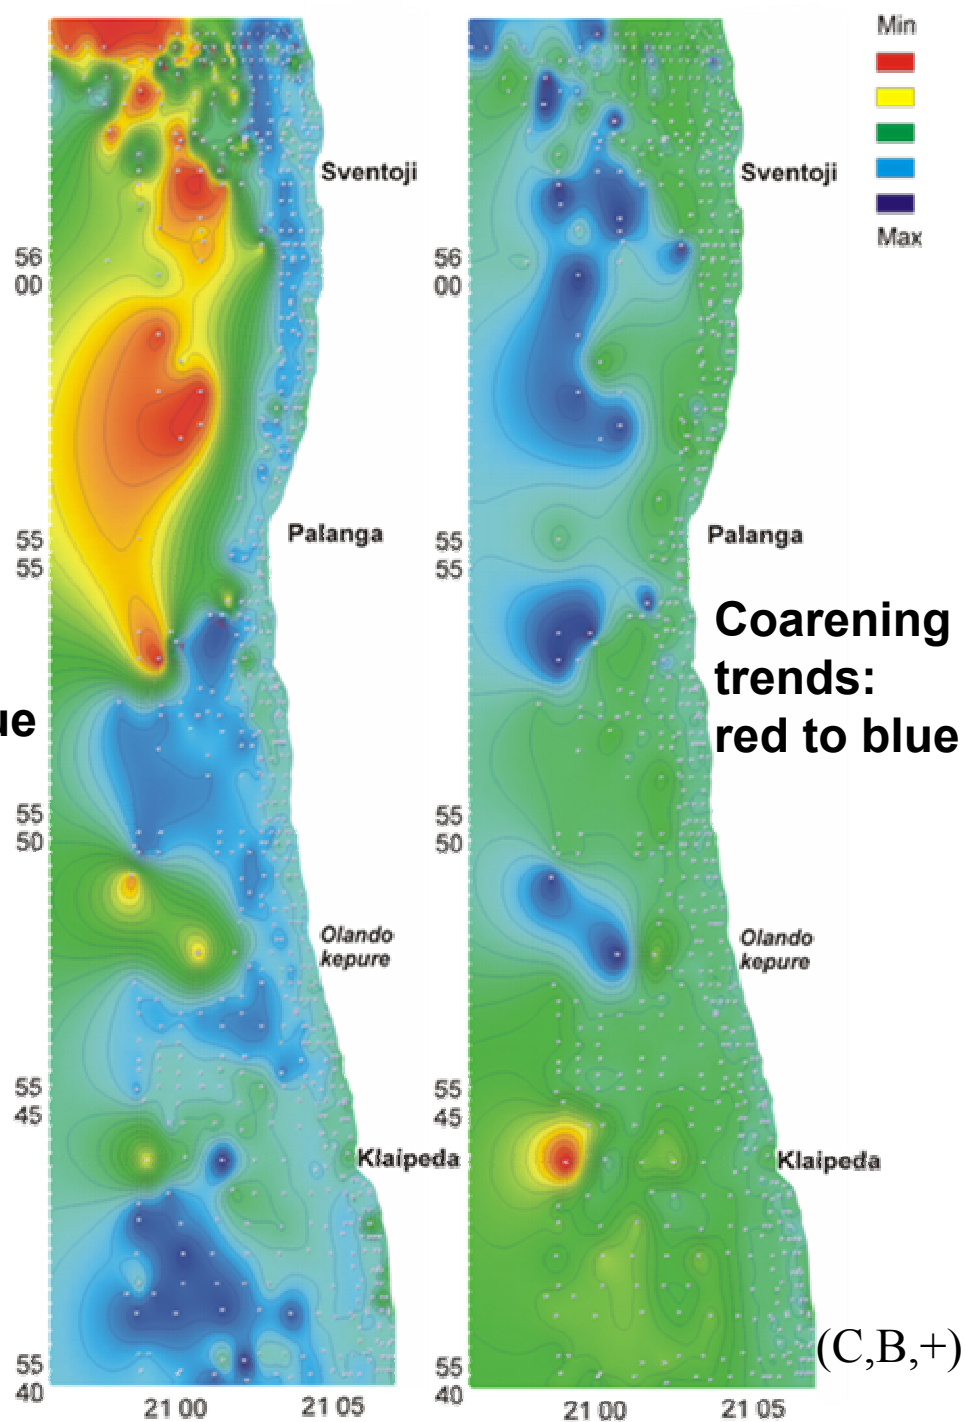 Min
Max
Sventoji
Sventoji
56
00
56
00
Palanga
Palanga
55
55
55
55
Coarening
trends:
red to blue
ue
55
50
55
50
Olando
kepure
Olando
kepure
55
45
55
45
Klaipeda
Klaipeda
(C,B,+)
55
40
55
40
21 00
21 05
21 00
21 05